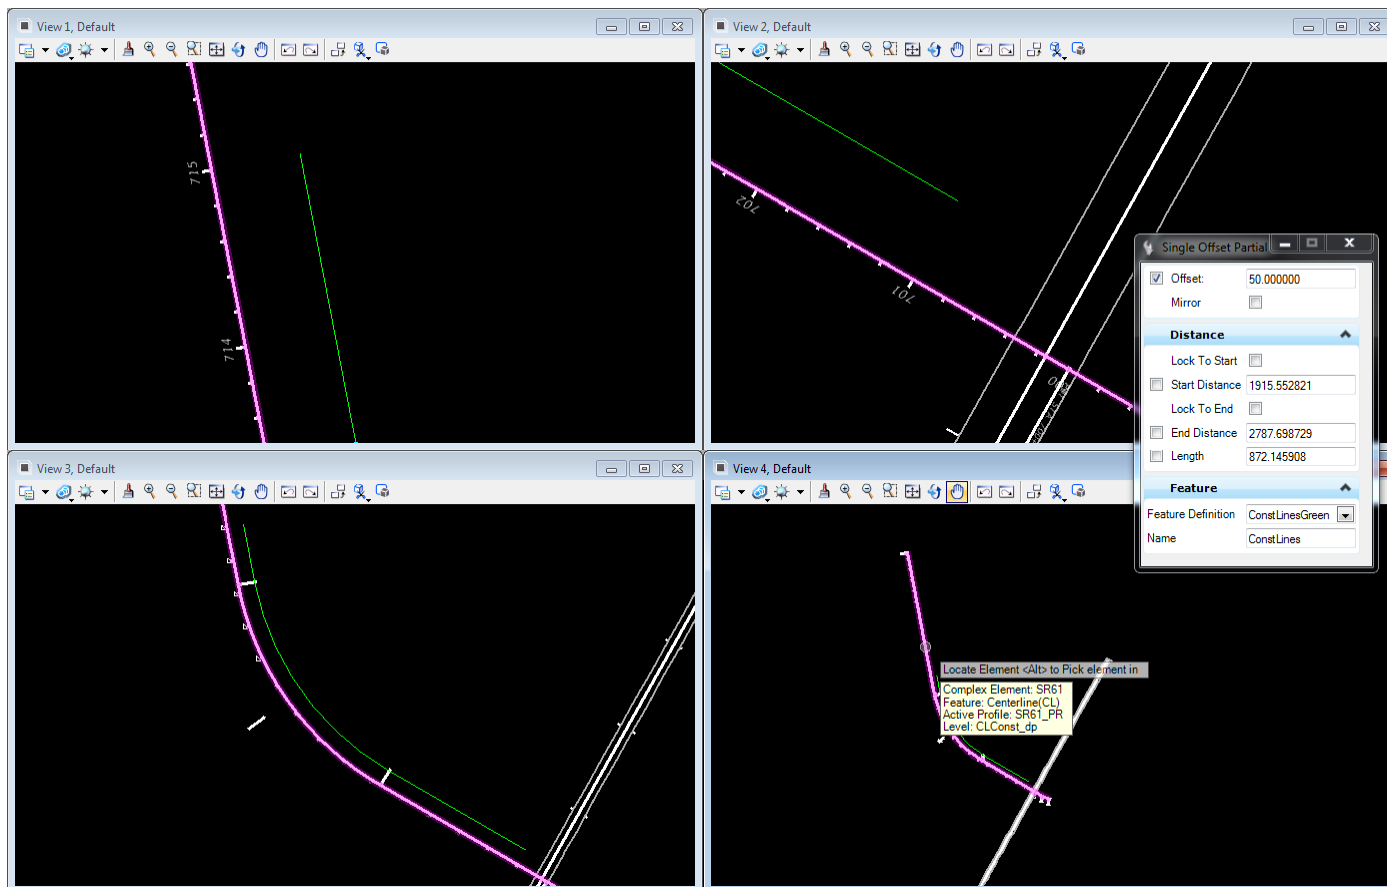 View 1, Default
View 2, Default
715
714
702
701
Single Offset Partial
Offset:
50.000000
Mirror
Distance
Lock To Start
Start Distance
1915.552821
Lock To End
End Distance
2787.698729
Length
872.145908
Feature
Feature Definition
ConstLinesGreen
Name
ConstLines
View 3, Default
View 4, Default
Locate Element <Alt> to Pick element in
Complex Element: SR61
Feature: Centerline(CL)
Active Profile: SR61_PR
Level: CLConst_dp